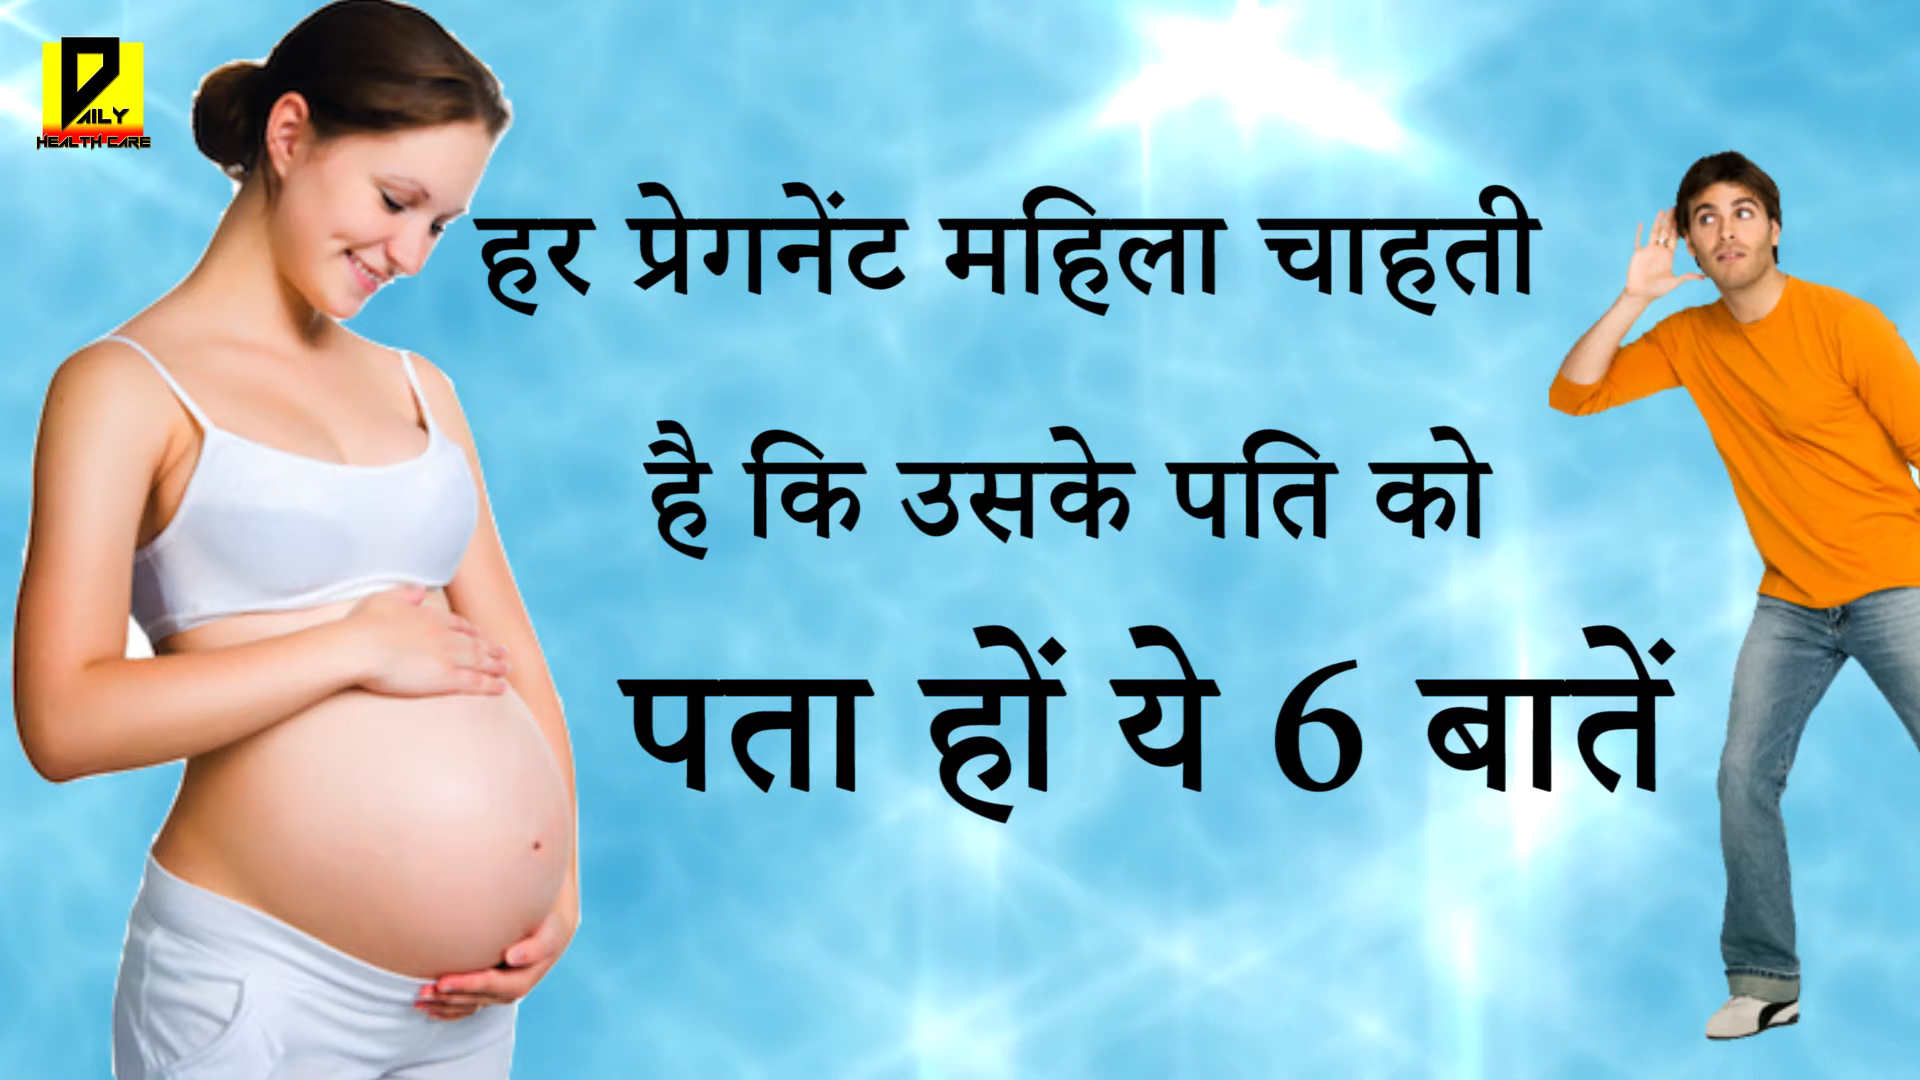 DAILY
HEALTH CARE
हर प्रेगनेंट महिला चाहती
है कि उसके पति को
पता हों ये 6 बातें